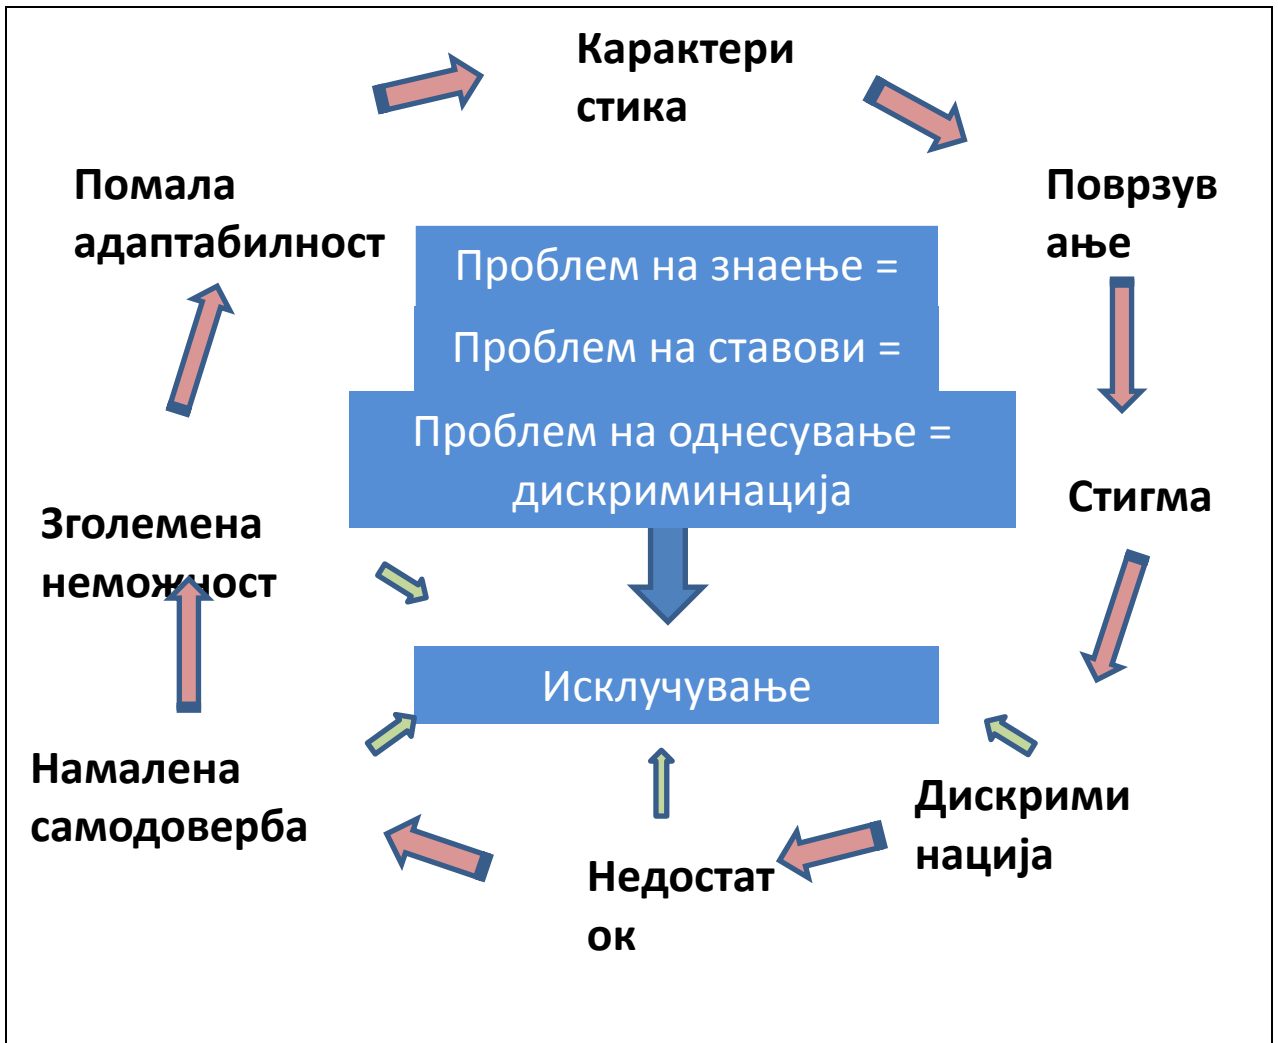 Карактери
стика
Помала
адаптабилност
Поврзув
ање
Проблем на знаење =
Проблем на ставови =
Проблем на однесување =
дискриминација
Стигма
Зголемена
неможност
Исклучување
Намалена
самодоверба
Дискрими
нација
Недостат
ок